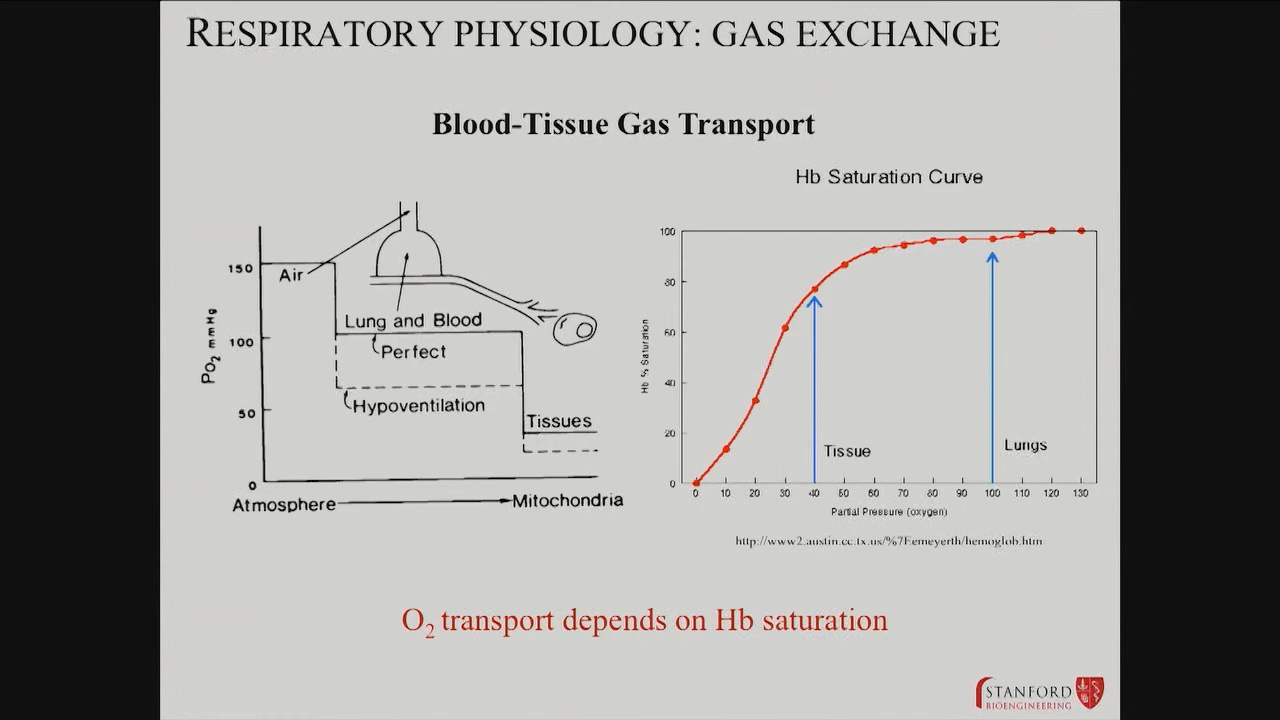 RESPIRATORY PHYSIOLOGY: GAS EXCHANGE
Blood-Tissue Gas Transport
150
100
50
0
PO2 mmHg
Air
Lung and Blood
Perfect
Hypoventilation
Tissues
Atmosphere
Mitochondria
Hb Saturation Curve
100
80
60
40
20
0
Hb % Saturation
Tissue
Lungs
0 10 20 30 40 50 60 70 80 90 100 110 120 130
Partial Pressure (oxygen)
http://www2.austin.cc.tx.us/%7Eemeyerth/hemoglob.htm
O2 transport depends on Hb saturation
STANFORD
BIOENGINEERING